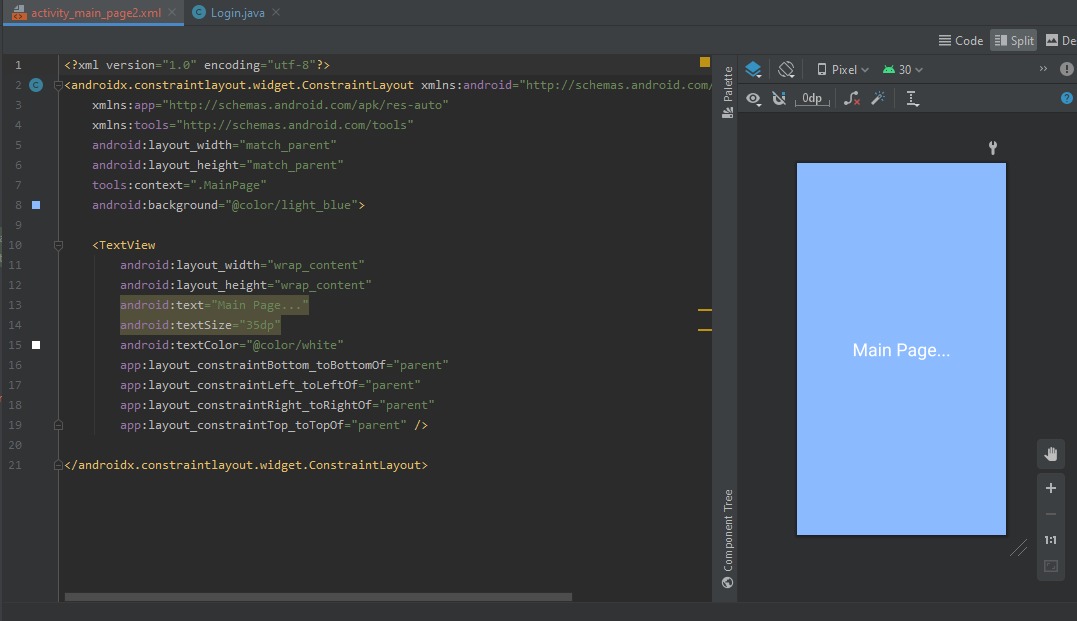 activity_main_page2.xml
Login.java
Code
Split
De
1 <?xml version="1.0" encoding="utf-8"?>
2 <androidx.constraintlayout.widget.ConstraintLayout xmlns:android="http://schemas.android.com/
3 xmlns:app="http://schemas.android.com/apk/res-auto"
4 xmlns:tools="http://schemas.android.com/tools"
5 android:layout_width="match_parent"
6 android:layout_height="match_parent"
7 tools:context=".MainPage"
8 android:background="@color/light_blue">
9
10 <TextView
11 android:layout_width="wrap_content"
12 android:layout_height="wrap_content"
13 android:text="Main Page..."
14 android:textSize="35dp"
15 android:textColor="@color/white"
16 app:layout_constraintBottom_toBottomOf="parent"
17 app:layout_constraintLeft_toLeftOf="parent"
18 app:layout_constraintRight_toRightOf="parent"
19 app:layout_constraintTop_toTopOf="parent" />
20
21 </androidx.constraintlayout.widget.ConstraintLayout>
Palette
Component Tree
Pixel
30
0dp
Main Page...
1:1